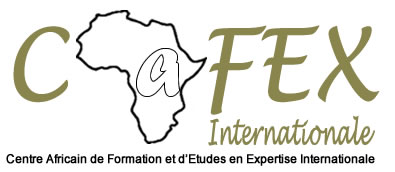 CaFEX
Internationale
Centre Africain de Formation et d'Etudes en Expertise Internationale